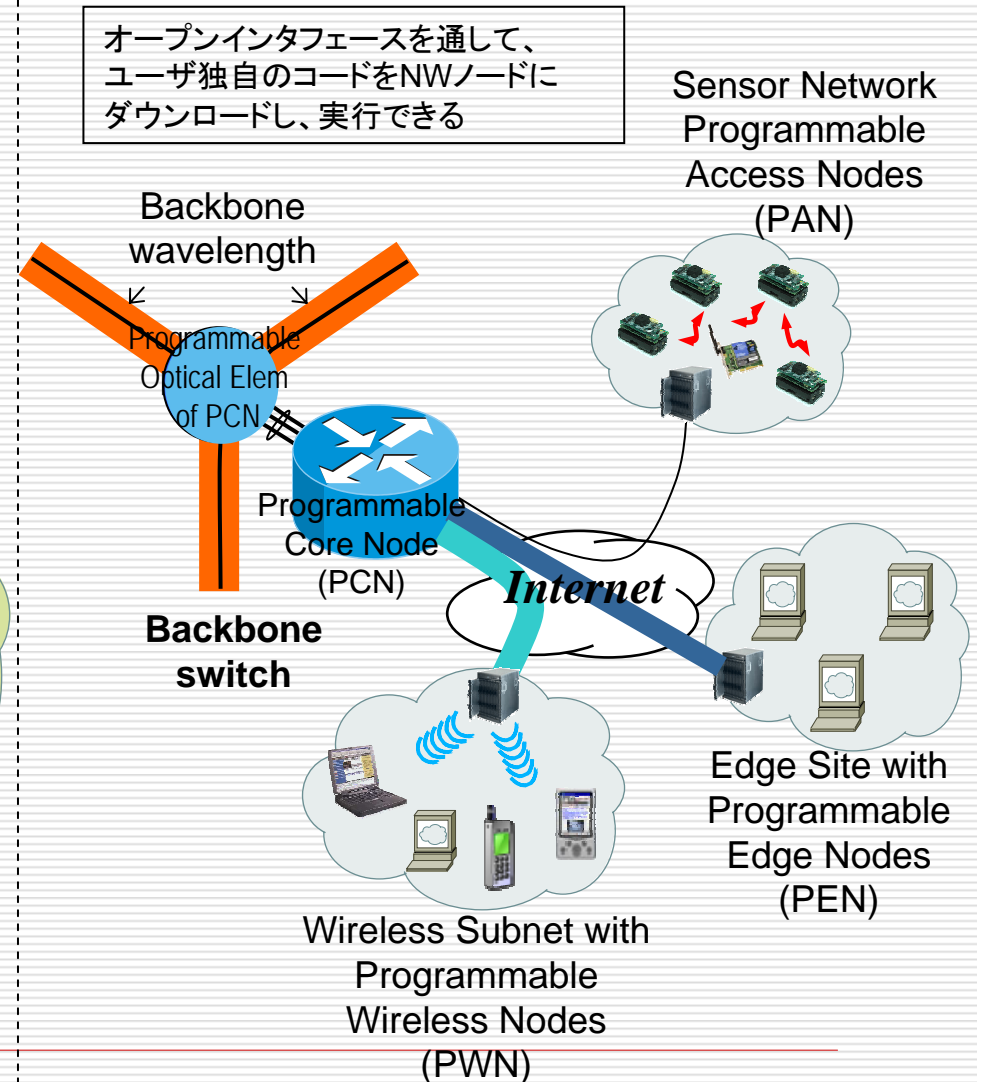 オープンインタフェースを通して、
ユーザ独自のコードをNWノードに
ダウンロードし、実行できる
Sensor Network
Programmable
Access Nodes
(PAN)
Backbone
wavelength
Programmable
Optical Elem
of PCN
Programmable
Core Node
(PCN)
Internet
Backbone
switch
Edge Site with
Programmable
Edge Nodes
(PEN)
Wireless Subnet with
Programmable
Wireless Nodes
(PWN)